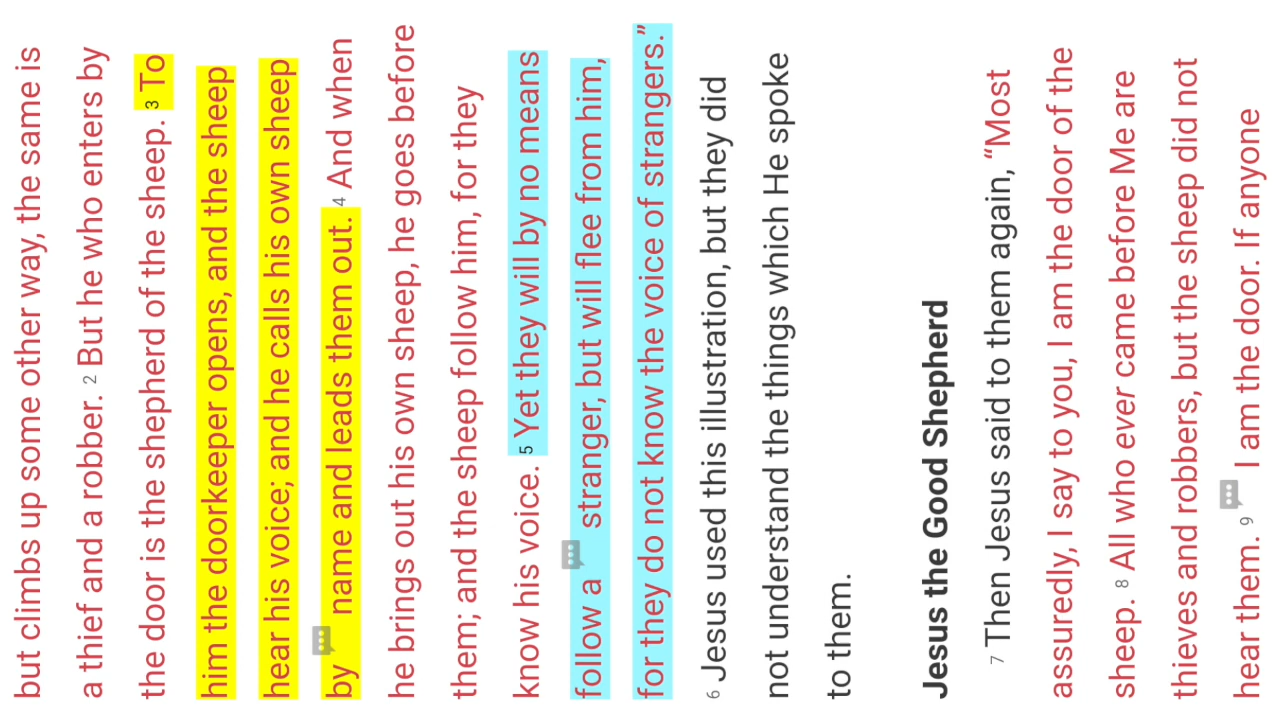 but climbs up some other way, the same is
a thief and a robber. 2 But he who enters by
the door is the shepherd of the sheep. 3 To
him the doorkeeper opens, and the sheep
hear his voice; and he calls his own sheep
by name and leads them out. 4 And when
he brings out his own sheep, he goes before
them; and the sheep follow him, for they
know his voice. 5 Yet they will by no means
follow a stranger, but will flee from him,
for they do not know the voice of strangers.”
6 Jesus used this illustration, but they did
not understand the things which He spoke
to them.
Jesus the Good Shepherd
7 Then Jesus said to them again, “Most
assuredly, I say to you, I am the door of the
sheep. 8 All who ever came before Me are
thieves and robbers, but the sheep did not
hear them. 9 I am the door. If anyone